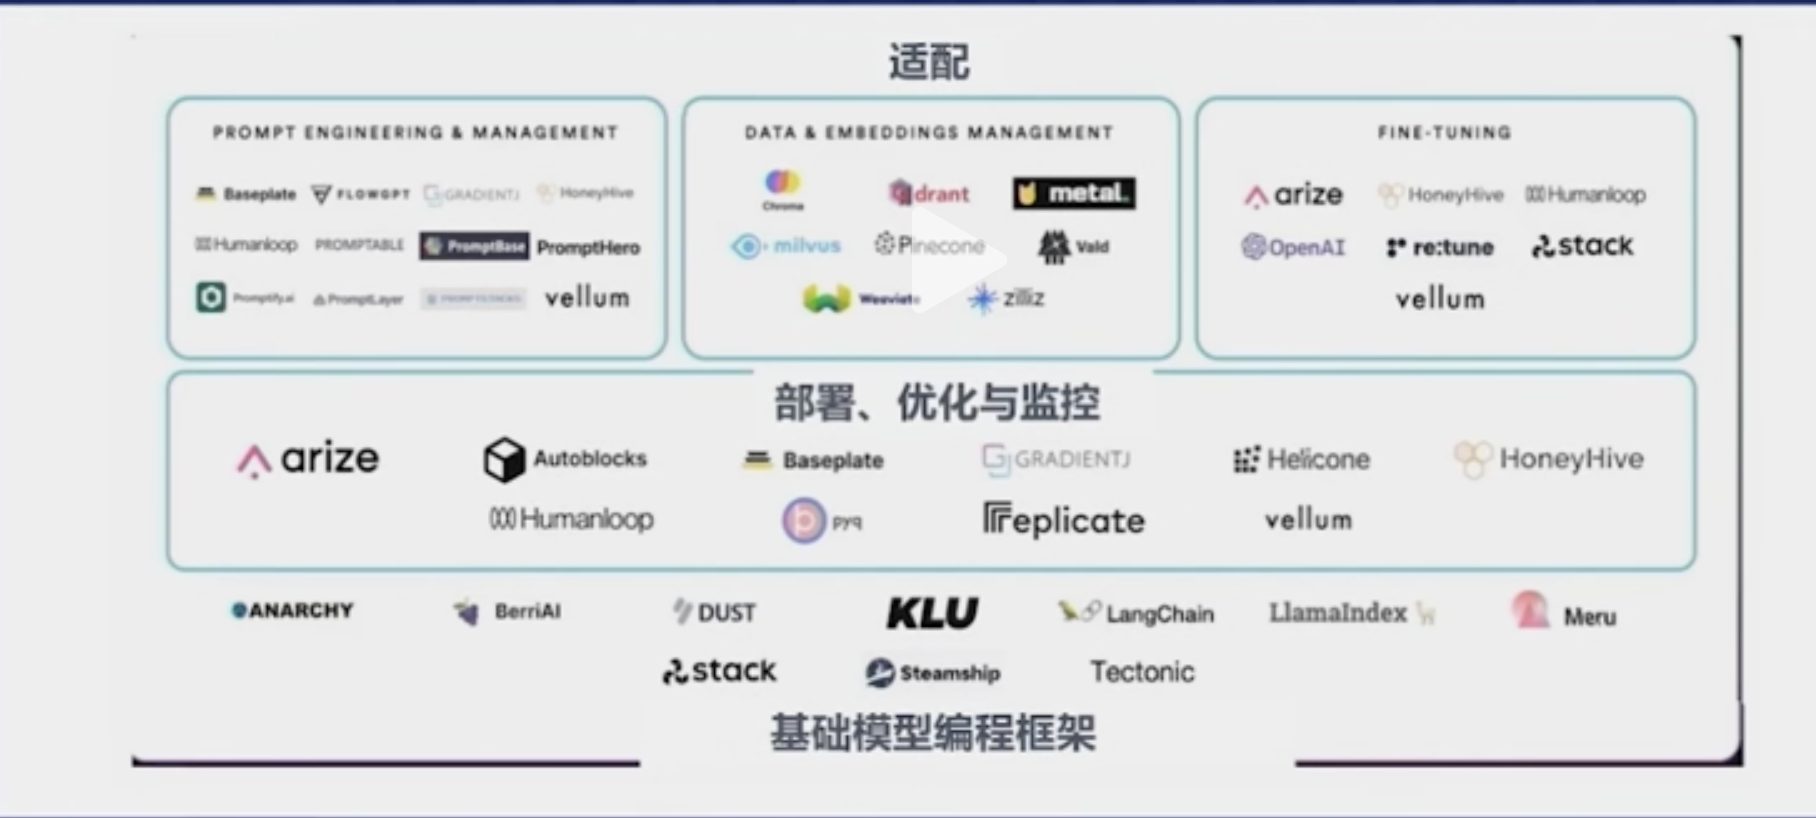 适配
PROMPT ENGINEERING & MANAGEMENT
Baseplate FLOWGPT GRADIENTJ HoneyHive
Humanloop PROMPTABLE PromptBase PromptHero
Promptify.ai PromptLayer vellum
DATA & EMBEDDINGS MANAGEMENT
Chroma qdrant metal.
milvus Pinecone Vald
Weaviate zilliz
FINE-TUNING
arize HoneyHive Humanloop
OpenAI re:tune stack
vellum
部署、优化与监控
arize Autoblocks Baseplate GRADIENTJ Helicone HoneyHive
Humanloop pyq replicate vellum
ANARCHY BerriAI DUST KLU LangChain LlamaIndex Meru
stack Steamship Tectonic
基础模型编程框架